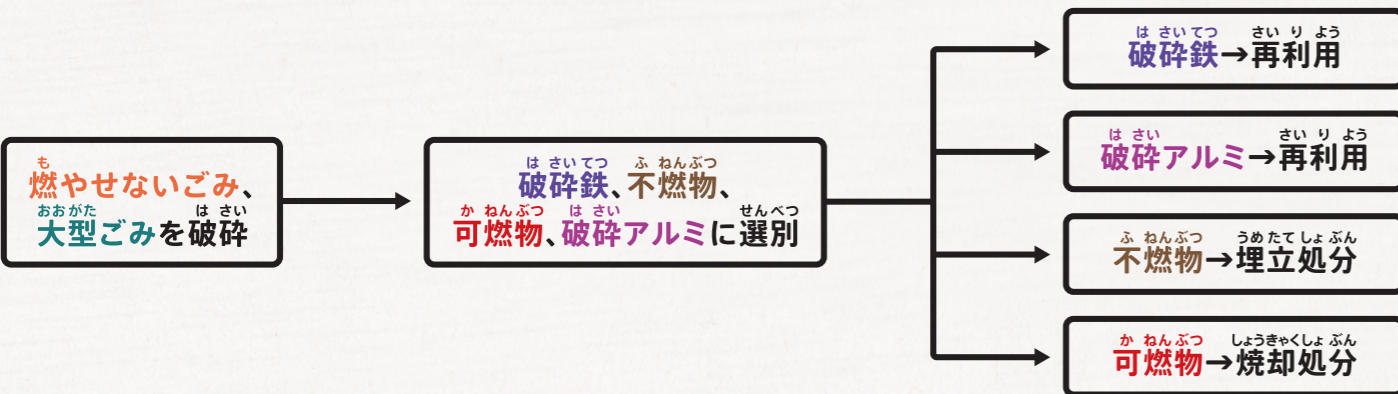 燃やせないごみ、
大型ごみを破砕
破砕鉄、不燃物、
可燃物、破砕アルミに選別
破砕鉄→再利用
破砕アルミ→再利用
不燃物→埋立処分
可燃物→焼却処分